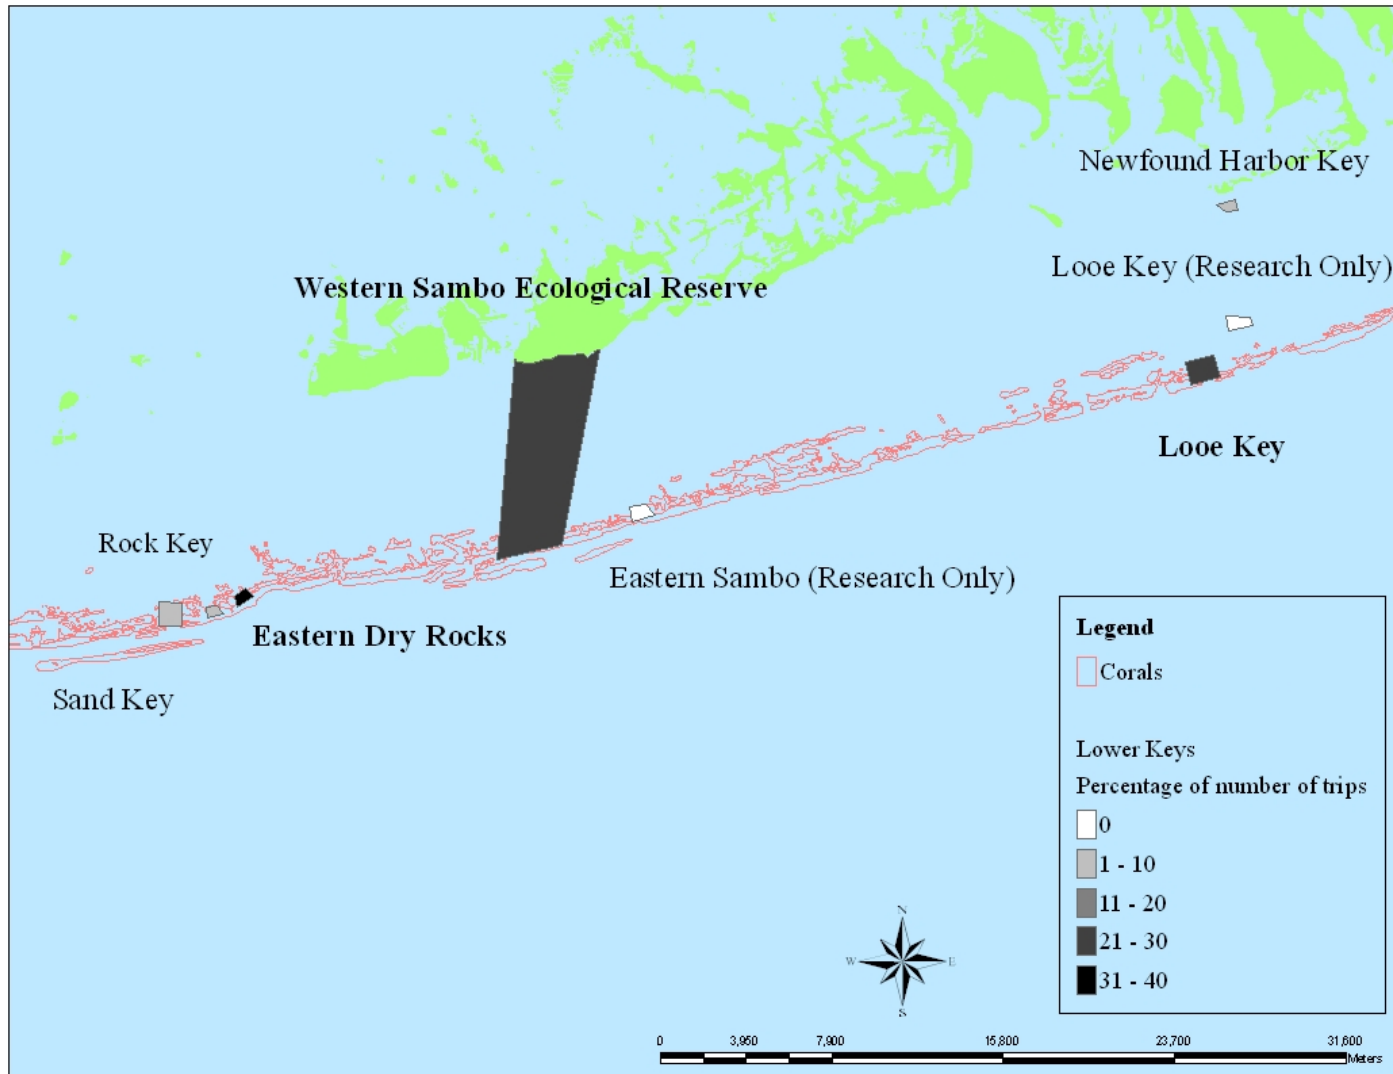 Newfound Harbor Key
Looe Key (Research Only)
Western Sambo Ecological Reserve
Looe Key
Rock Key
Eastern Sambo (Research Only)
Eastern Dry Rocks
Sand Key
Legend
Corals
Lower Keys
Percentage of number of trips
0
1 - 10
11 - 20
21 - 30
31 - 40
N
W E
S
0 3,950 7,900 15,800 23,700 31,600
Meters